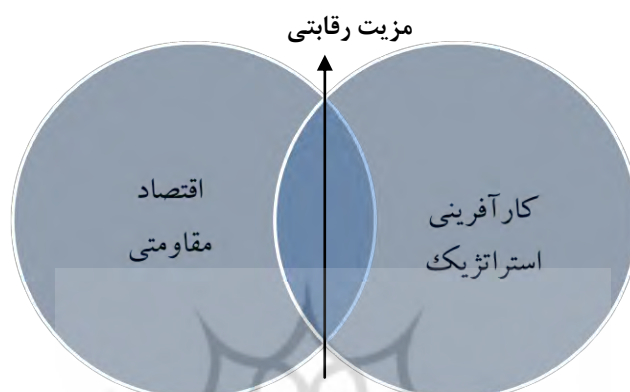 مزیت رقابتی
کارآفرینی
استراتژیک
اقتصاد
مقاومتی